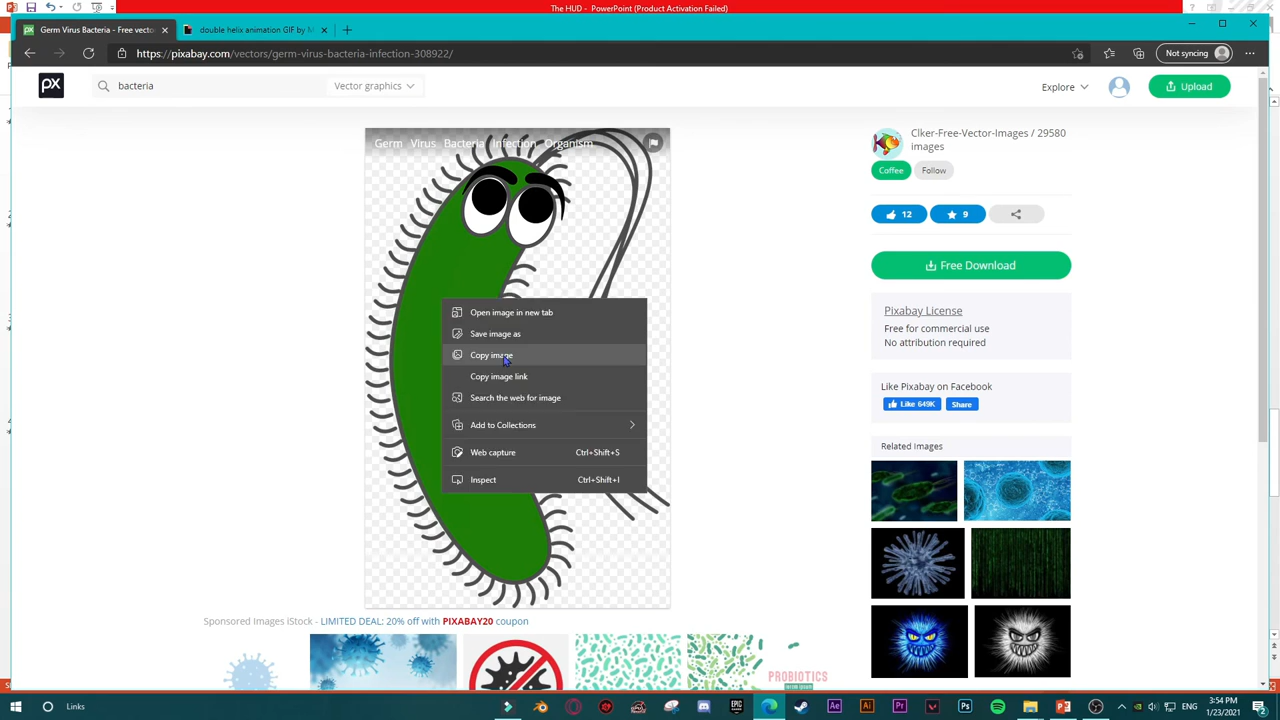 The HUD - PowerPoint (Product Activation Failed)
Germ Virus Bacteria - Free vecto
double helix animation GIF by M
https://pixabay.com/vectors/germ-virus-bacteria-infection-308922/
Not syncing
px
bacteria
Vector graphics
Explore
Upload
Germ Virus Bacteria Infection Organism
Clker-Free-Vector-Images / 29580
images
Coffee
Follow
12
9
Free Download
Pixabay License
Free for commercial use
No attribution required
Like Pixabay on Facebook
Like 649K
Share
Related Images
Open image in new tab
Save image as
Copy image
Copy image link
Search the web for image
Add to Collections
Web capture Ctrl+Shift+S
Inspect Ctrl+Shift+I
Sponsored Images iStock - LIMITED DEAL: 20% off with PIXABAY20 coupon
PROBIOTICS
Links
Ae
Ai
Pr
Ps
ENG
3:54 PM
1/23/2021